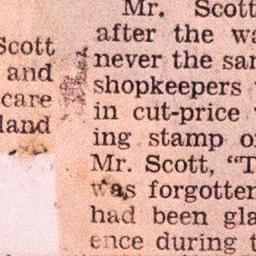 Scott
and
care
land
Mr. Scott
after the wa
never the sam
shopkeepers
in cut-price
ing stamp o
Mr. Scott, “T
was forgotten
had been gla
ence during t